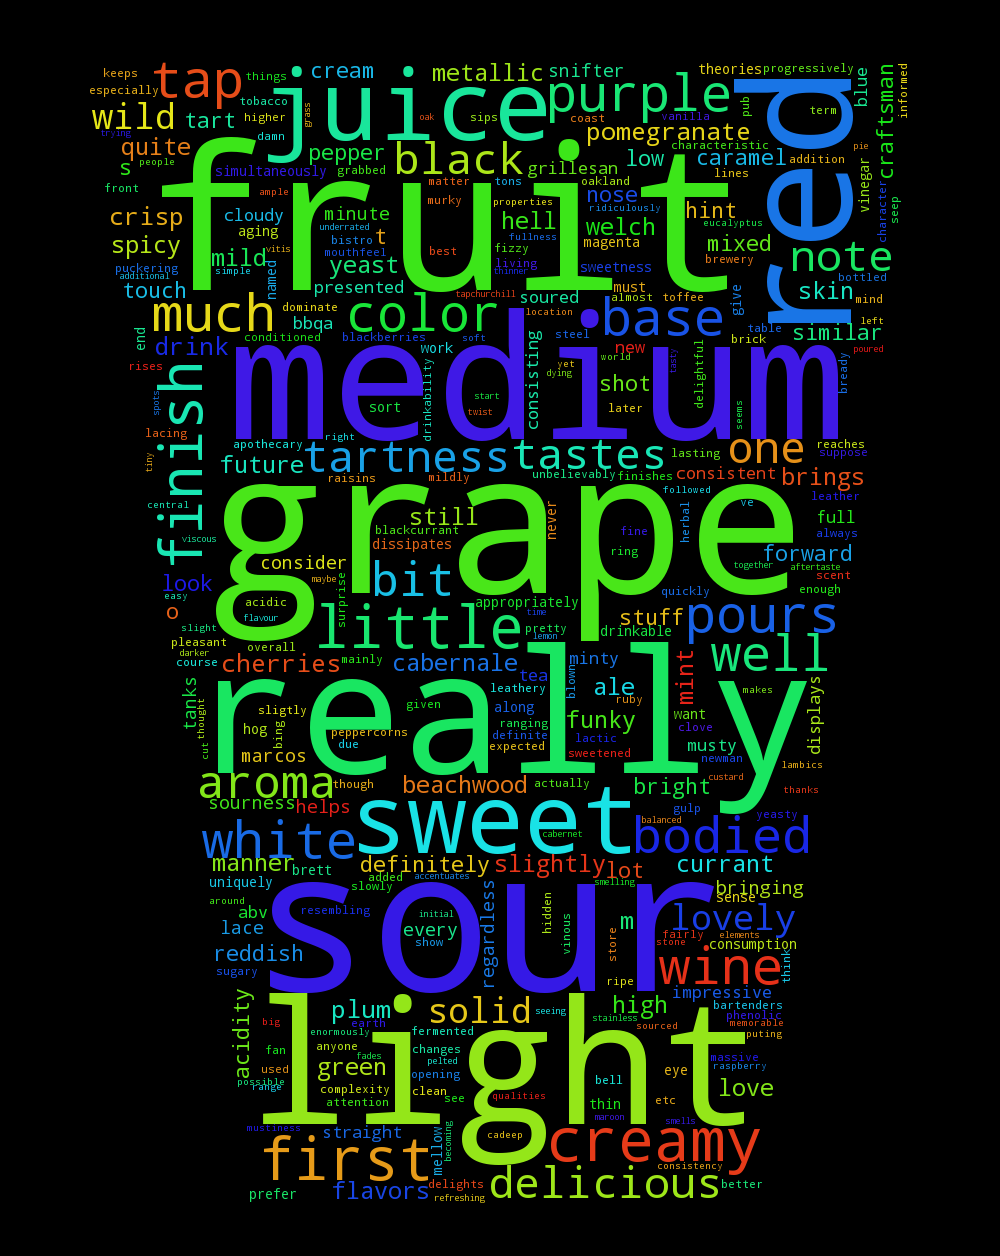 keeps
tap
things
juice
cream
metallic
snifter
theories
progressively
especially
purple
red
blue
craftsman
informed
wild
tobacco
tart
higher
grass
oak
sips
coast
vanilla
pub
term
trying
damn
quite
pepper
black
pomegranate
characteristic
pie
s
people
simultaneously
grabbed
grillesan
low
caramel
addition
vinegar
front
fruit
ample
matter
tons
oakland
nose
lines
character
seep
crisp
cloudy
minute
murky
properties
ridiculously
hint
eucalyptus
aging
underrated
hell
welch
spicy
bistro
t
fullness
magenta
mixed
note
vitis
mouthfeel
best
fizzy
brewery
mild
yeast
living
sweetness
puckering
simple
thinner
additional
named
presented
must
bottled
touch
tapchurchill
soured
almost
toffee
give
skin
mind
much
dominate
color
location
base
table
left
bbqa
conditioned
blackberries
soft
steel
similar
end
drink
work
consisting
new
brick
poured
medium
world
tasty
delightful
rises
yet
dying
shot
bready
finish
drinkability
start
spots
sort
twist
later
seems
lacing
apothecary
right
tartness
tastes
one
reaches
lasting
suppose
tiny
future
raisins
mildly
unbelievably
finishes
consistent
brings
central
grape
followed
ve
leather
still
never
herbal
full
viscous
blackcurrant
fine
always
dissipates
ring
forward
consider
together
aftertaste
look
maybe
bit
scent
easy
acidic
surprise
appropriately
quickly
enough
o
flavour
little
time
stuff
pours
slight
pretty
drinkable
pleasant
overall
lemon
darker
well
course
cherries
mainly
cabernale
minty
mint
tea
blown
really
tanks
leathery
ale
makes
displays
thought
sligtly
given
along
ruby
hog
bing
ranging
funky
want
peppercorns
definite
clove
cut
due
expected
lactic
musty
marcos
sweetened
newman
lambics
aroma
though
beachwood
actually
bright
custard
thanks
sourness
helps
sweet
gulp
yeasty
balanced
white
cabernet
bodied
manner
definitely
slightly
lot
currant
brett
accentuates
uniquely
slowly
added
smelling
bringing
sour
sense
around
abv
resembling
initial
regardless
hidden
m
lovely
lace
every
vinous
store
fairly
elements
show
stone
consumption
reddish
wine
think
sugary
ripe
impressive
light
plum
solid
seeing
high
bartenders
acidity
big
earth
stainless
phenolic
enormously
fermented
sourced
memorable
puting
fan
anyone
fades
changes
pelted
massive
used
green
opening
bell
eye
raspberry
possible
range
complexity
clean
see
qualities
etc
love
attention
thin
mustiness
straight
becoming
cadeep
maroon
smells
first
mellow
creamy
consistency
prefer
flavors
delights
delicious
better
refreshing